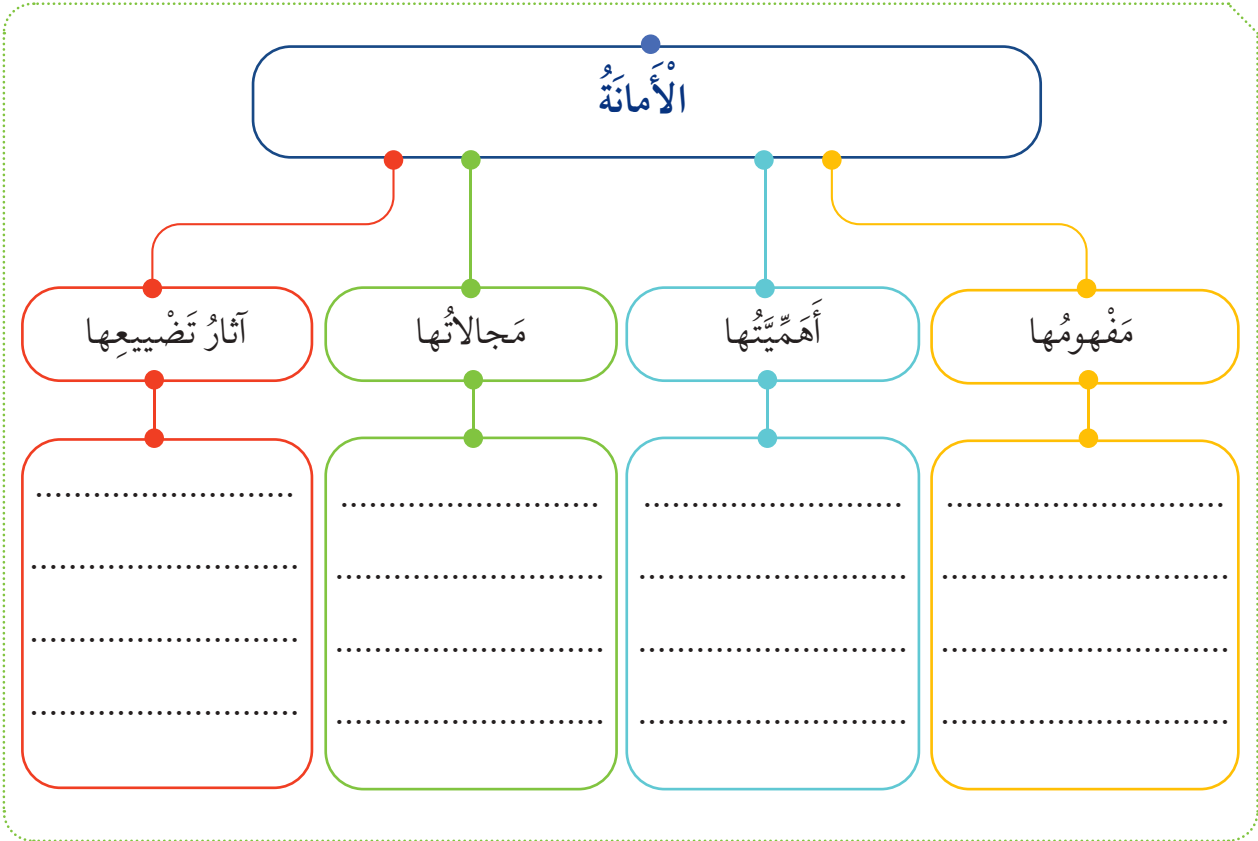 الْأَمانَةُ
مَفْهومُها
أَهَمِّيَّتُها
مَجالاتُها
آثارُ تَضْييعِها